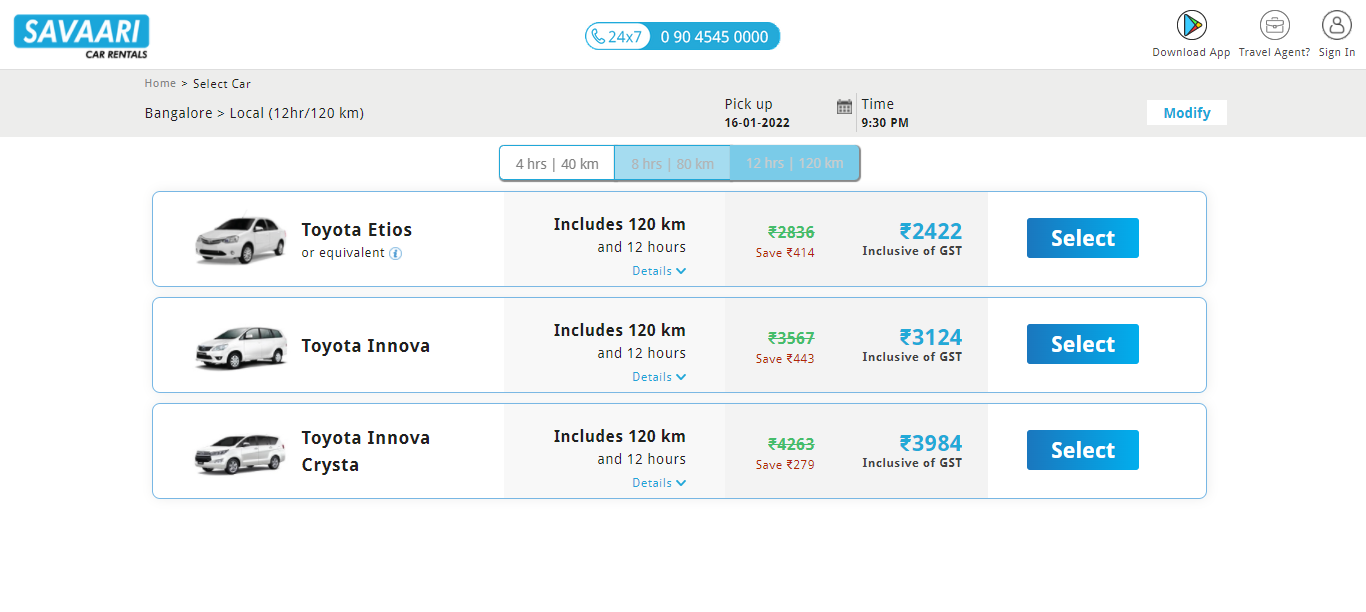 SAVAARI
CAR RENTALS
24x7 0 90 4545 0000
Download App Travel Agent? Sign In
Home > Select Car
Bangalore > Local (12hr/120 km)
Pick up
16-01-2022
Time
9:30 PM
Modify
4 hrs | 40 km 8 hrs | 80 km 12 hrs | 120 km
Toyota Etios
or equivalent i
Includes 120 km
and 12 hours
Details
₹2836
Save ₹414
₹2422
Inclusive of GST
Select
Toyota Innova
Includes 120 km
and 12 hours
Details
₹3567
Save ₹443
₹3124
Inclusive of GST
Select
Toyota Innova
Crysta
Includes 120 km
and 12 hours
Details
₹4263
Save ₹279
₹3984
Inclusive of GST
Select